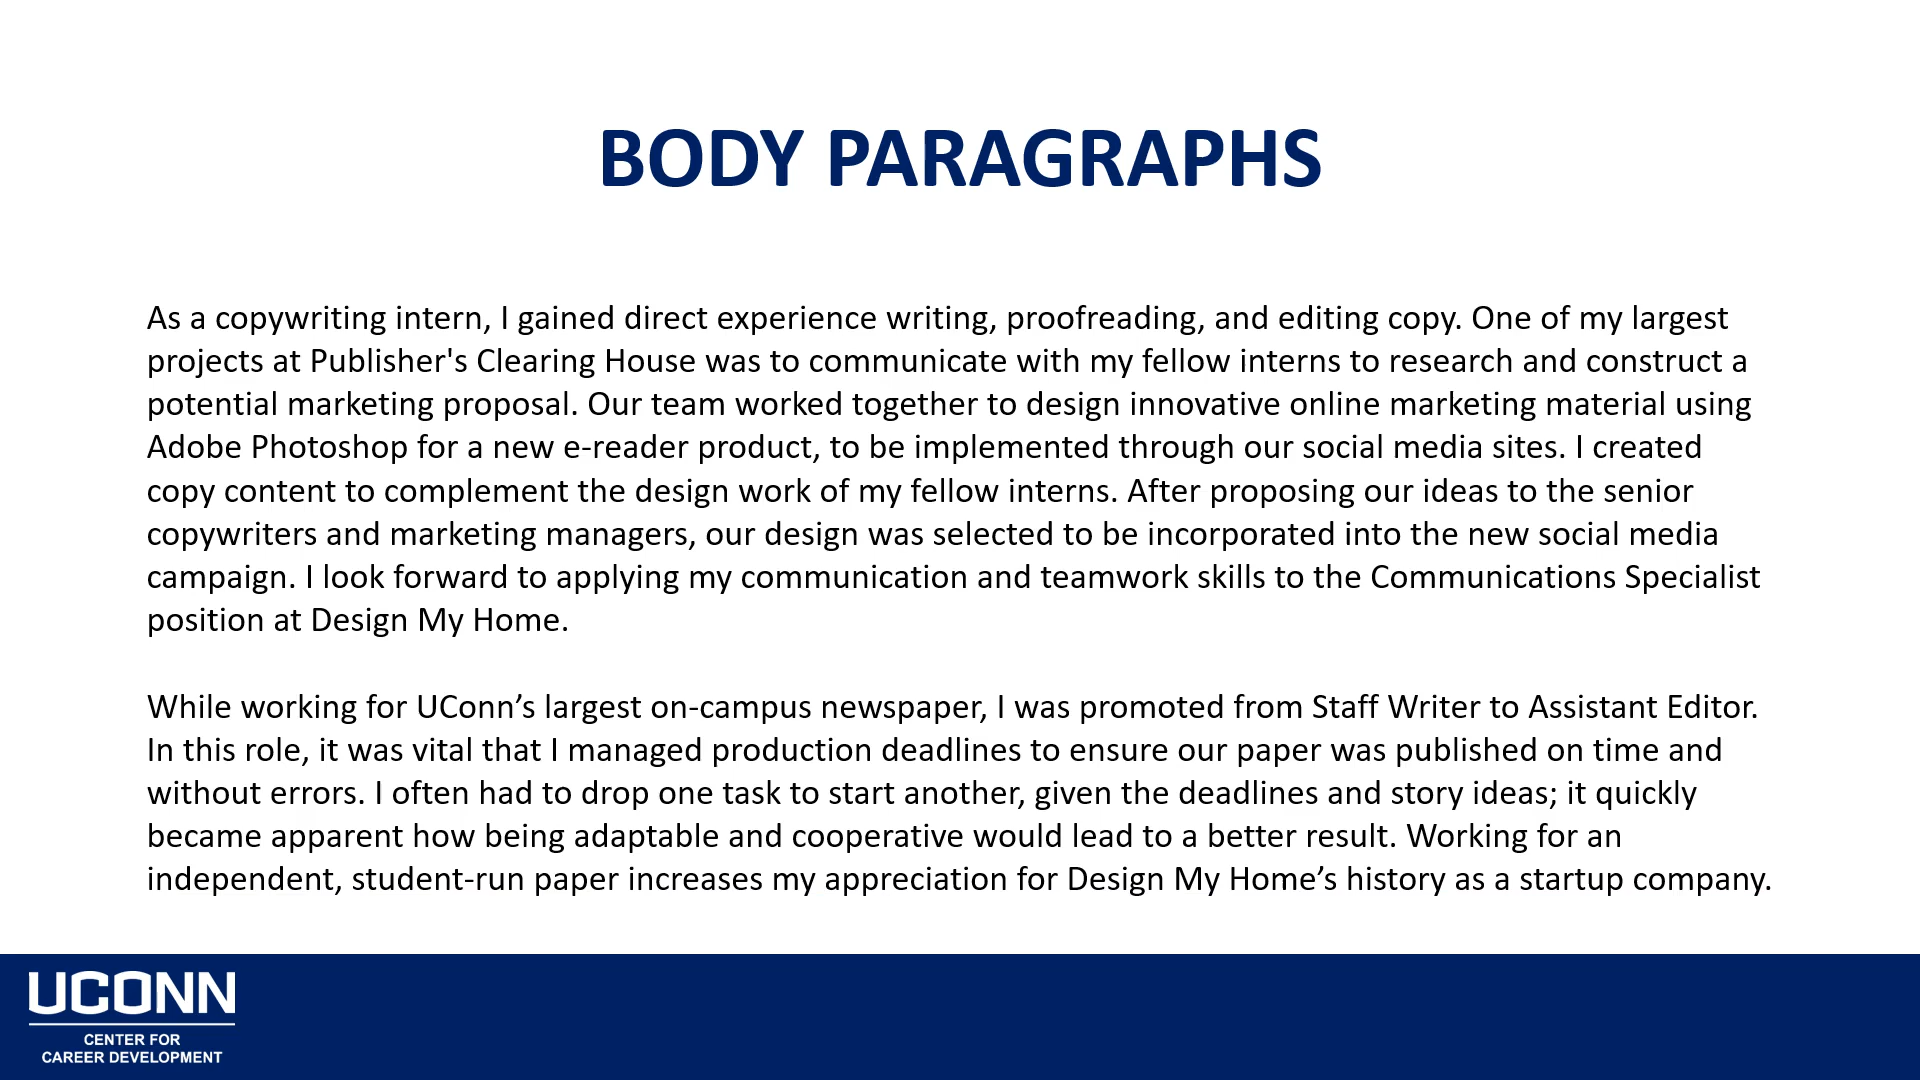 BODY PARAGRAPHS
As a copywriting intern, I gained direct experience writing, proofreading, and editing copy. One of my largest
projects at Publisher's Clearing House was to communicate with my fellow interns to research and construct a
potential marketing proposal. Our team worked together to design innovative online marketing material using
Adobe Photoshop for a new e-reader product, to be implemented through our social media sites. I created
copy content to complement the design work of my fellow interns. After proposing our ideas to the senior
copywriters and marketing managers, our design was selected to be incorporated into the new social media
campaign. I look forward to applying my communication and teamwork skills to the Communications Specialist
position at Design My Home.
While working for UConn’s largest on-campus newspaper, I was promoted from Staff Writer to Assistant Editor.
In this role, it was vital that I managed production deadlines to ensure our paper was published on time and
without errors. I often had to drop one task to start another, given the deadlines and story ideas; it quickly
became apparent how being adaptable and cooperative would lead to a better result. Working for an
independent, student-run paper increases my appreciation for Design My Home’s history as a startup company.
UCONN
CENTER FOR
CAREER DEVELOPMENT